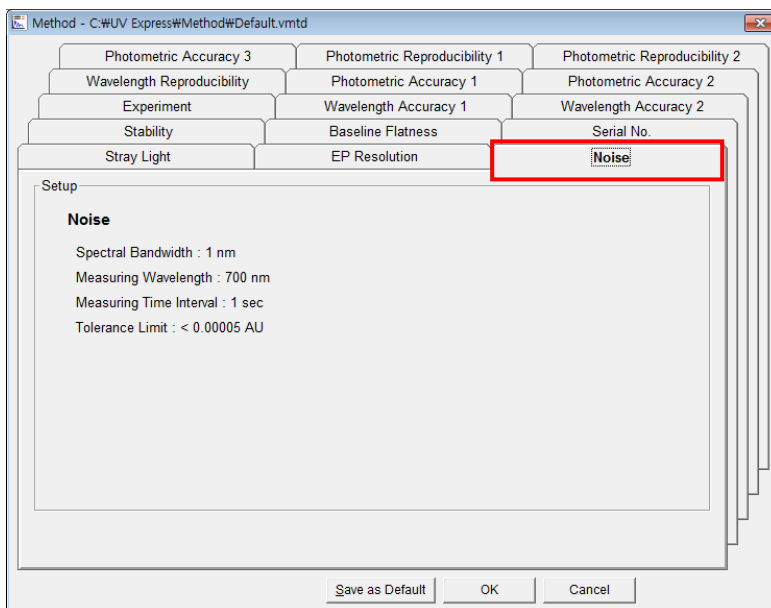 Method - C:₩UV Express₩Method₩Default.vmtd
Photometric Accuracy 3 Photometric Reproducibility 1 Photometric Reproducibility 2
Wavelength Reproducibility Photometric Accuracy 1 Photometric Accuracy 2
Experiment Wavelength Accuracy 1 Wavelength Accuracy 2
Stability Baseline Flatness Serial No.
Stray Light EP Resolution Noise
Setup
Noise
Spectral Bandwidth : 1 nm
Measuring Wavelength : 700 nm
Measuring Time Interval : 1 sec
Tolerance Limit : < 0.00005 AU
Save as Default OK Cancel